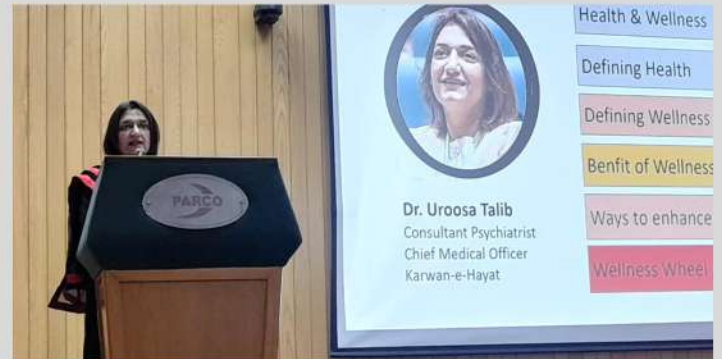 PARCO
Dr. Uroosa Talib
Consultant Psychiatrist
Chief Medical Officer
Karwan-e-Hayat
Health & Wellness
Defining Health
Defining Wellness
Benfit of Wellness
Ways to enhance
Wellness Wheel